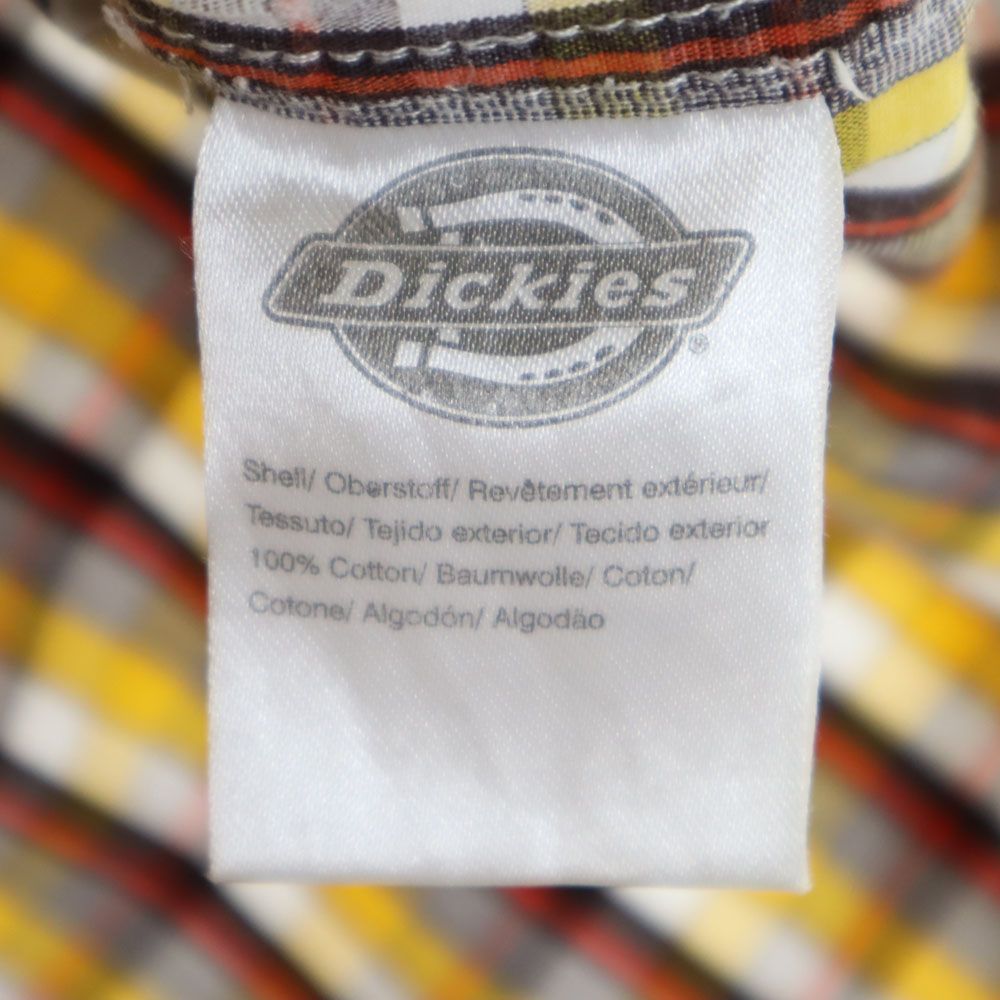 Dickies
®
Shell/ Oberstoff/ Revêtement extérieur/
Tessuto/ Tejido exterior/ Tecido exterior
100% Cotton/ Baumwolle/ Coton/
Cotone/ Algodón/ Algodão